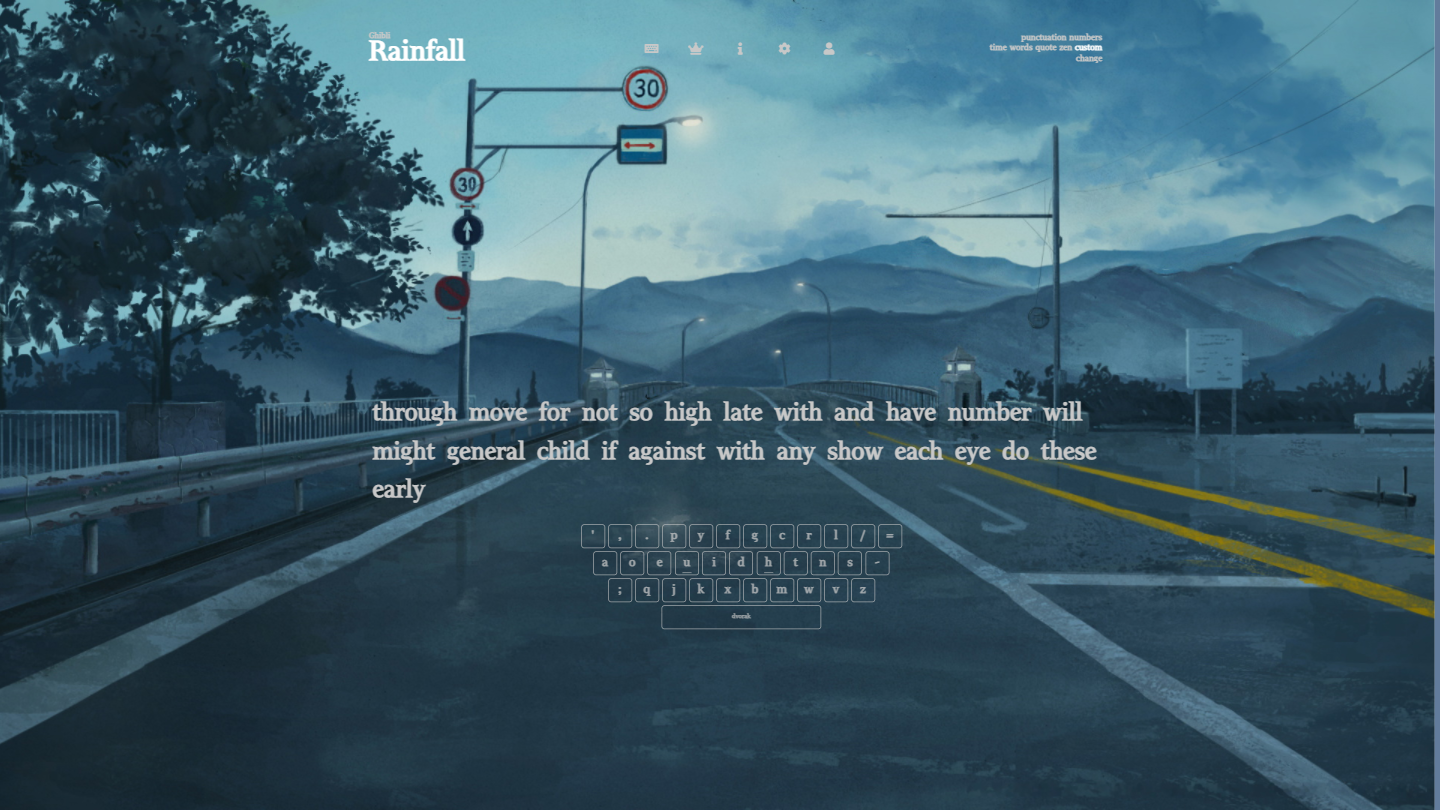 Ghibli
Rainfall
punctuation numbers
time words quote zen custom
change
30
30
through move for not so high late with and have number will
might general child if against with any show each eye do these
early
' , . p y f g c r l / =
a o e u i d h t n s -
; q j k x b m w v z
dvorak